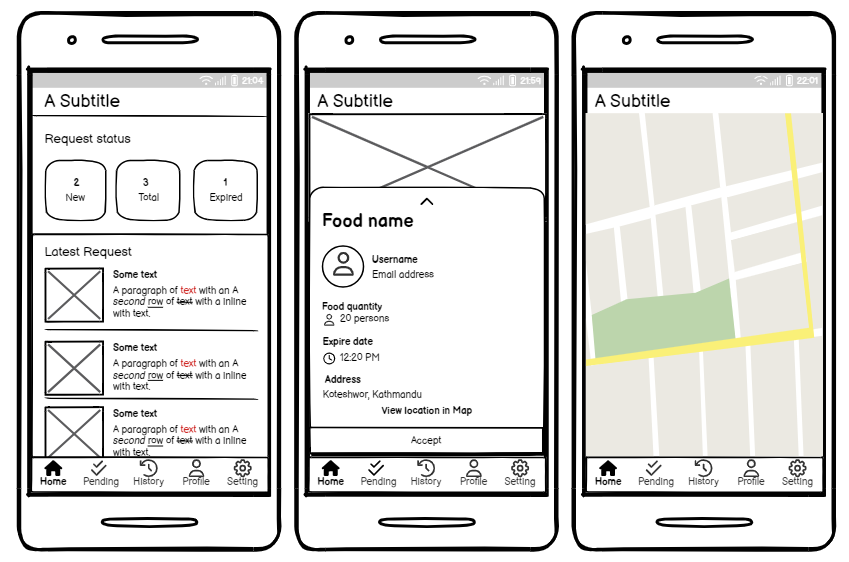 21:04
A Subtitle
Request status
2
New
3
Total
1
Expired
Latest Request
Some text
A paragraph of text with an A
second row of text with a inline
with text.
Some text
A paragraph of text with an A
second row of text with a inline
with text.
Some text
A paragraph of text with an A
second row of text with a inline
with text.
Home
Pending
History
Profile
Setting
21:59
A Subtitle
Food name
Username
Email address
Food quantity
20 persons
Expire date
12:20 PM
Address
Koteshwor, Kathmandu
View location in Map
Accept
Home
Pending
History
Profile
Setting
22:01
A Subtitle
Home
Pending
History
Profile
Setting